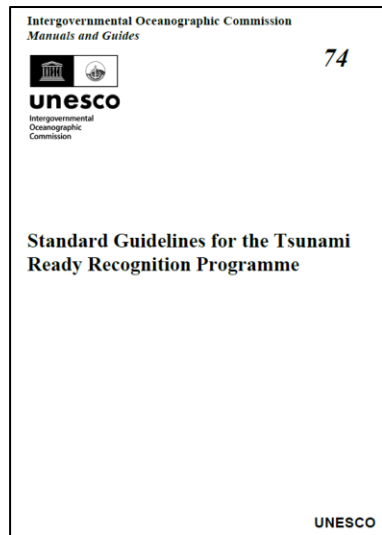 Intergovernmental Oceanographic Commission
Manuals and Guides
74
unesco
Intergovernmental
Oceanographic
Commission
Standard Guidelines for the Tsunami
Ready Recognition Programme
UNESCO